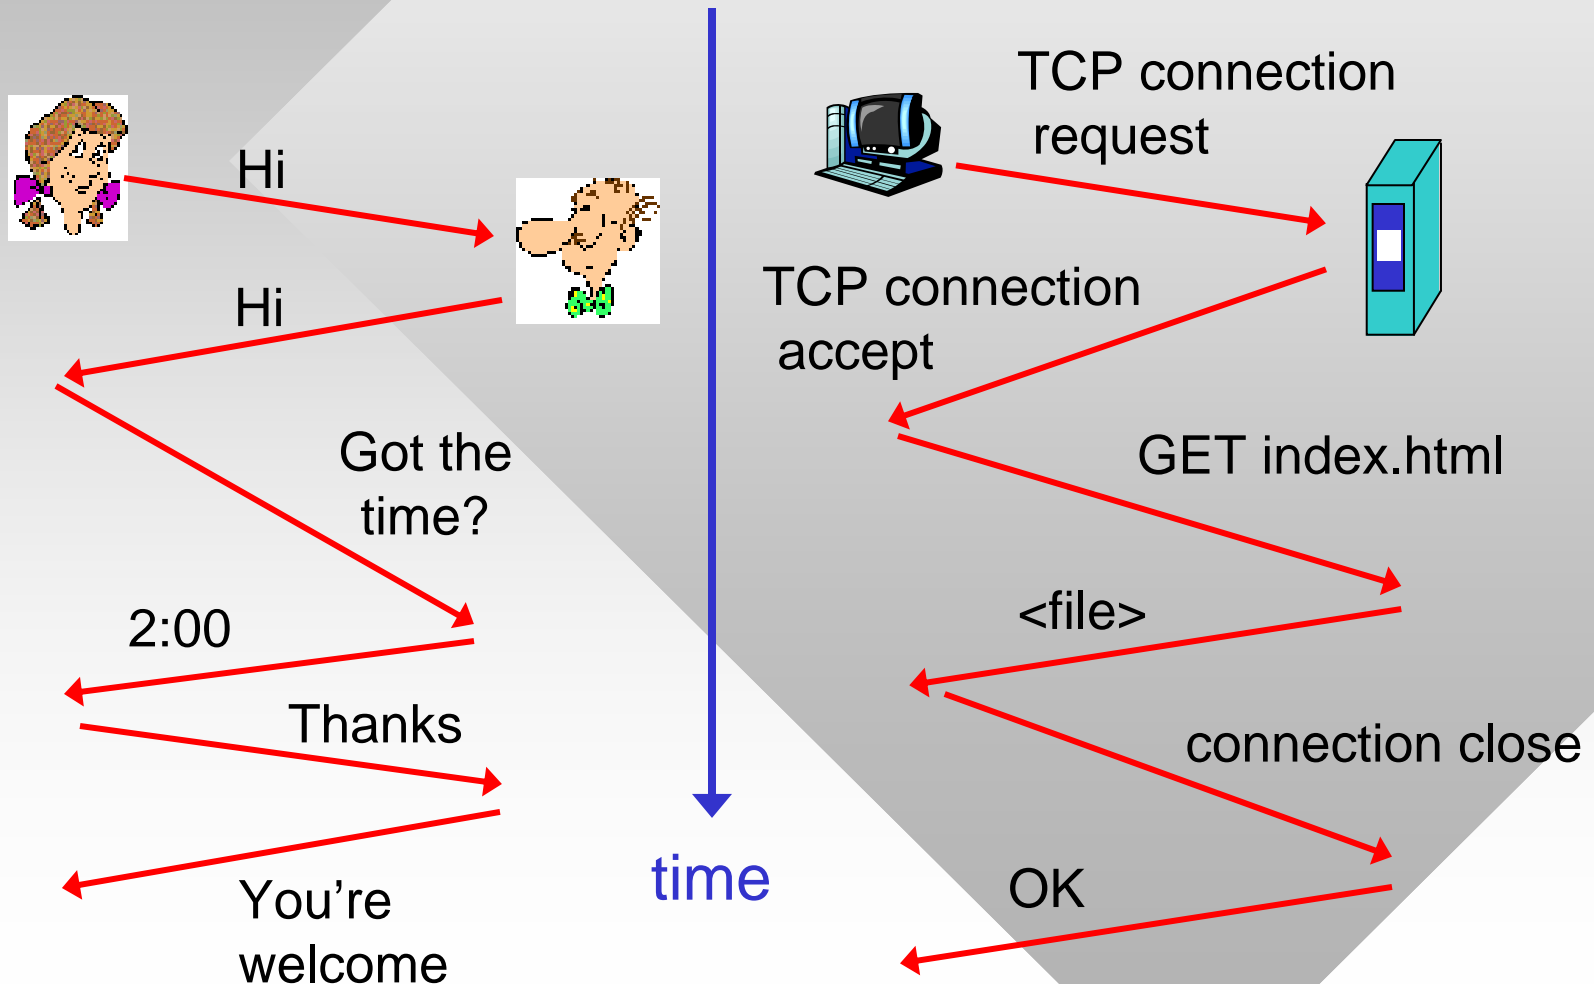 Hi
Hi
Got the
time?
2:00
Thanks
You're
welcome
time
TCP connection
request
TCP connection
accept
GET index.html
<file>
connection close
OK